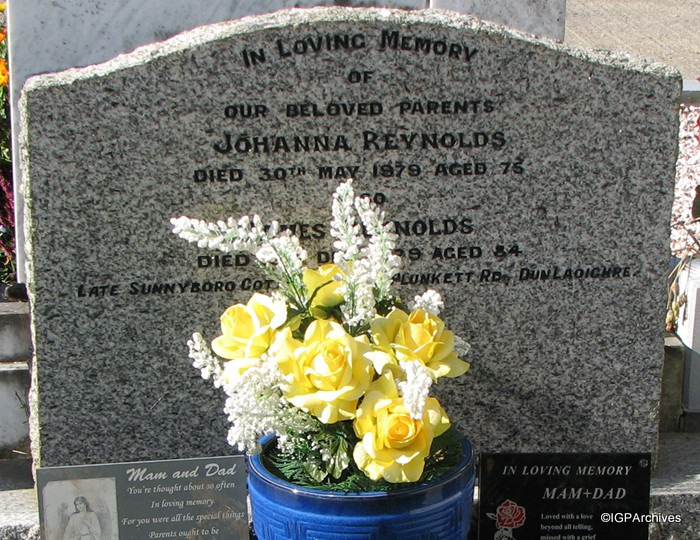 In Loving Memory
OF
OUR BELOVED PARENTS
JOHANNA REYNOLDS
DIED 30TH MAY 1979 AGED 75
DIED AGED 84
LATE SUNNYBORO PLUNKETT RD., DUN LAOIGHRE.
Mam and Dad
You're thought about so often
In loving memory
For you were all the special things
Parents ought to be
IN LOVING MEMORY
MAM+DAD
Loved with a love
beyond all telling,
missed with a grief
©IGPArchives